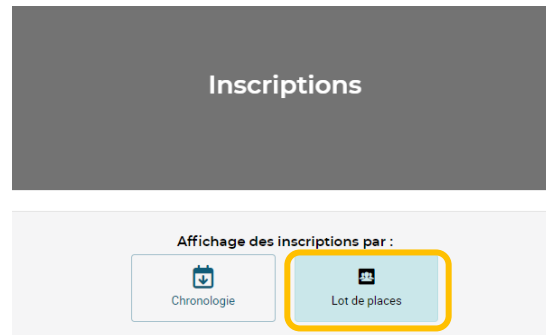 Inscriptions
Affichage des inscriptions par :
Chronologie
Lot de places